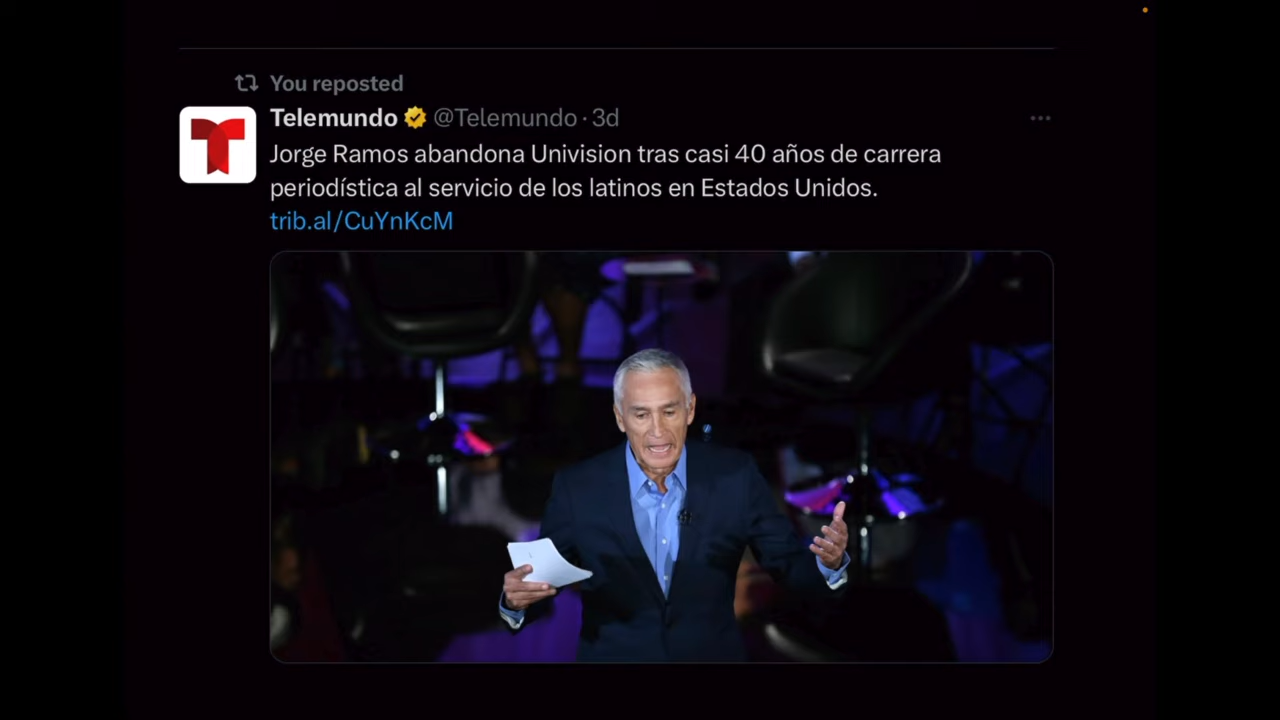 You reposted
Telemundo @Telemundo · 3d
Jorge Ramos abandona Univision tras casi 40 años de carrera
periodística al servicio de los latinos en Estados Unidos.
trib.al/CuYnKcM